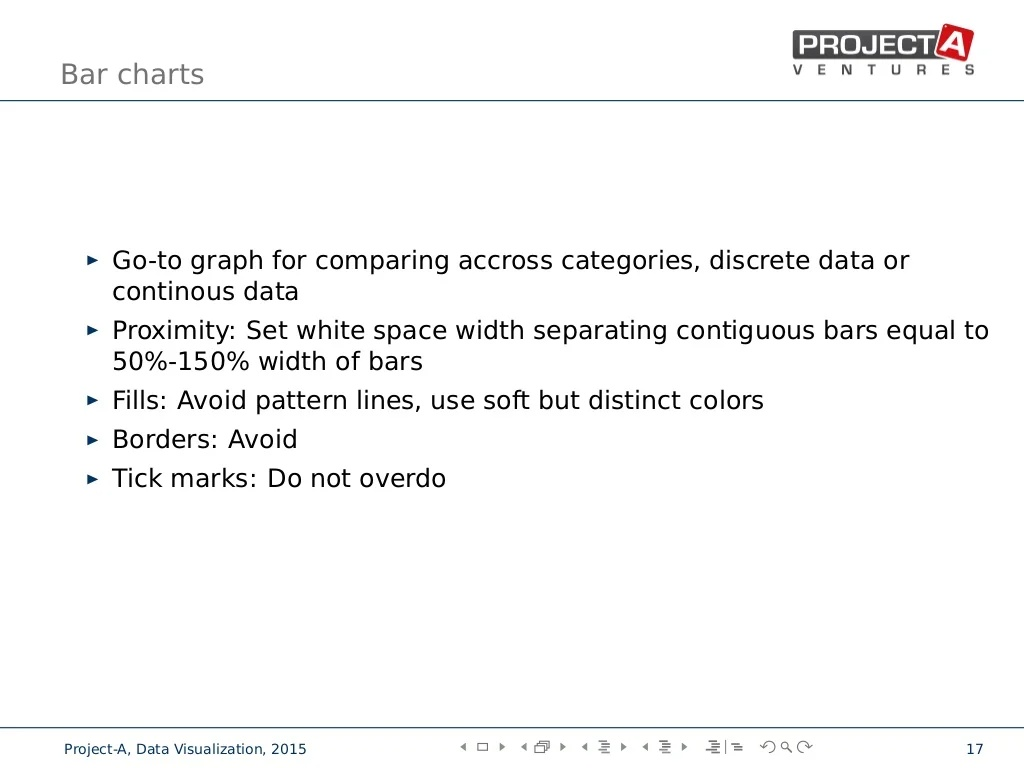 Bar charts
PROJECT A
VENTURES
Go-to graph for comparing accross categories, discrete data or
continous data
Proximity: Set white space width separating contiguous bars equal to
50%-150% width of bars
Fills: Avoid pattern lines, use soft but distinct colors
Borders: Avoid
Tick marks: Do not overdo
Project-A, Data Visualization, 2015
17